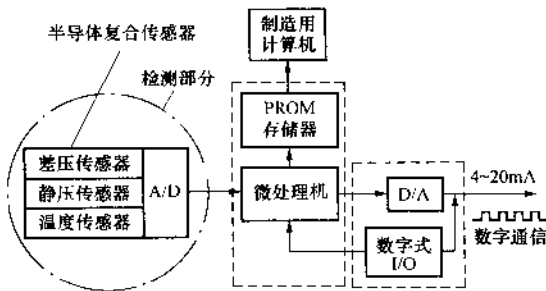 制造用
计算机
半导体复合传感器
检测部分
PROM
存储器
差压传感器
静压传感器
温度传感器
A/D
微处理机
D/A
4~20mA
数字式
I/O
数字通信